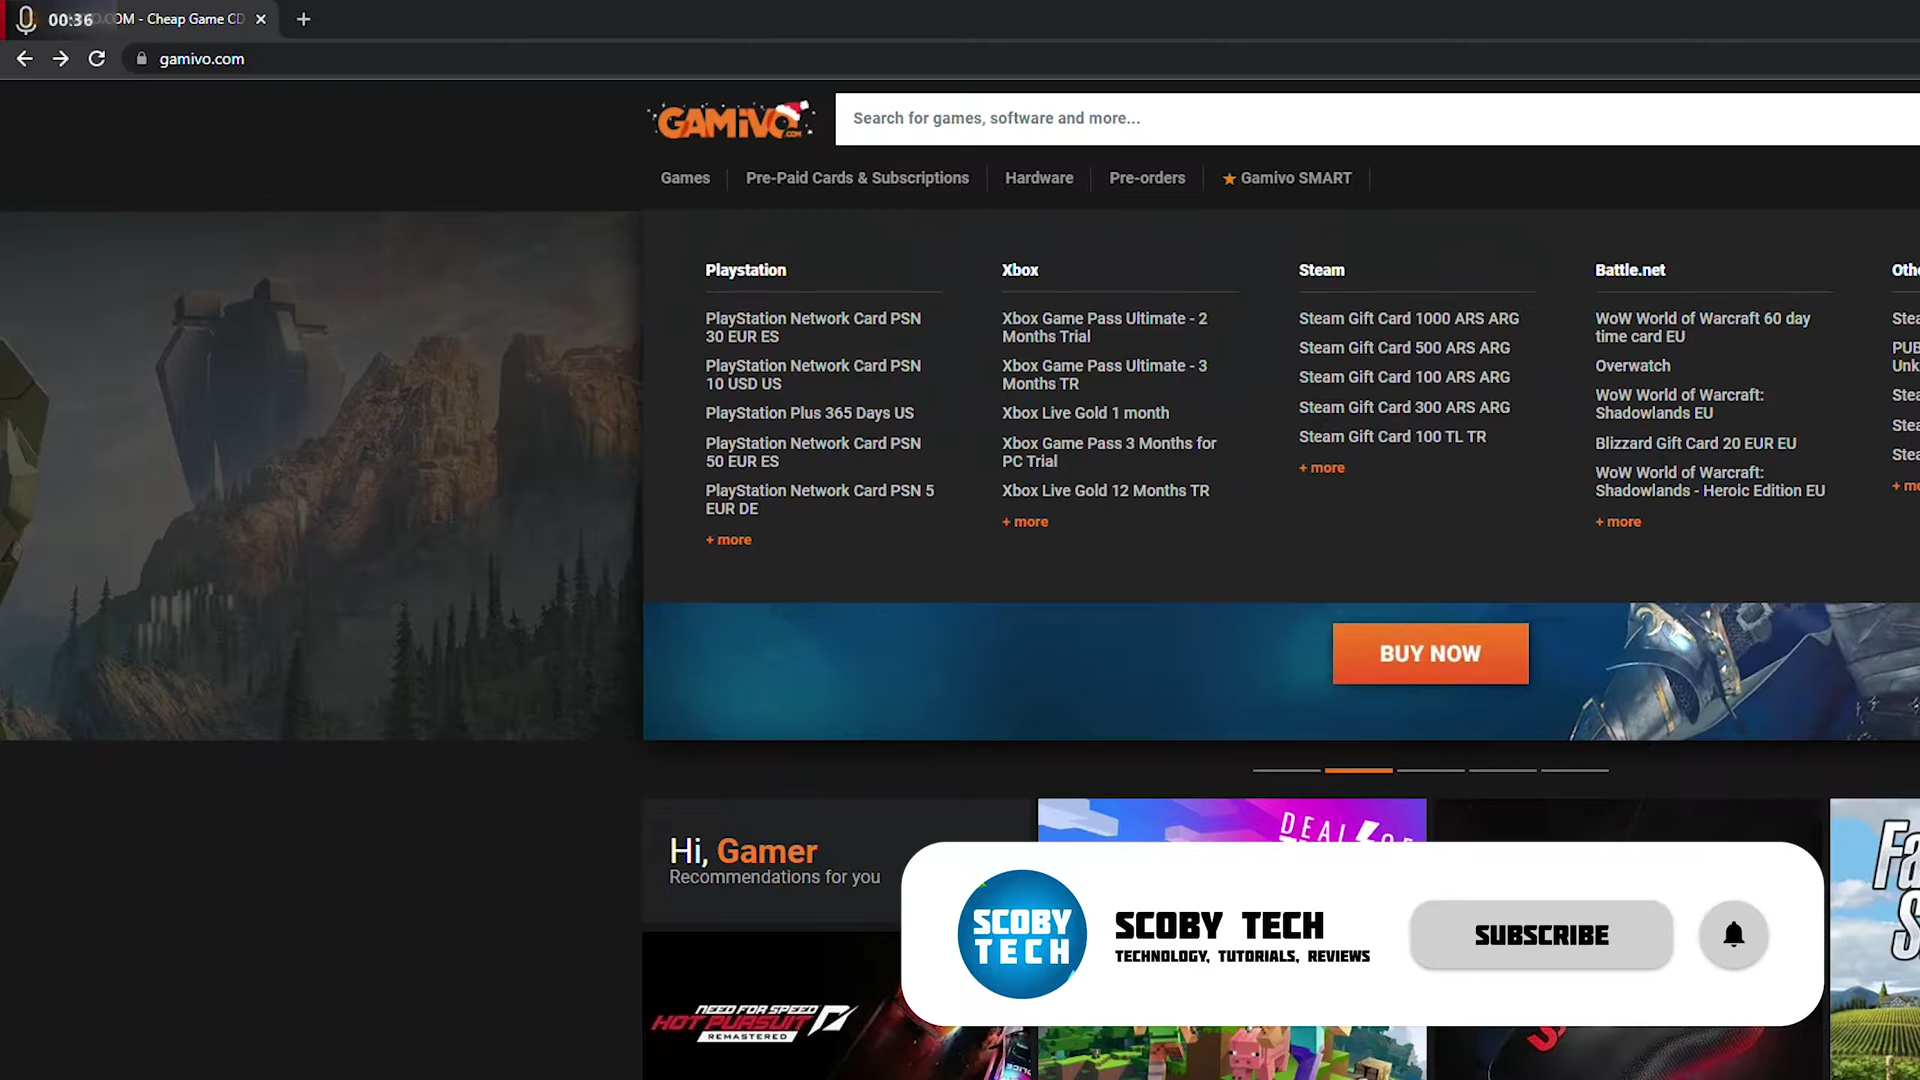 00:36
OM - Cheap Game CD
gamivo.com
GAMIVO.COM
Search for games, software and more...
Games
Pre-Paid Cards & Subscriptions
Hardware
Pre-orders
Gamivo SMART
Playstation
PlayStation Network Card PSN
30 EUR ES
PlayStation Network Card PSN
10 USD US
PlayStation Plus 365 Days US
PlayStation Network Card PSN
50 EUR ES
PlayStation Network Card PSN 5
EUR DE
+ more
Xbox
Xbox Game Pass Ultimate - 2
Months Trial
Xbox Game Pass Ultimate - 3
Months TR
Xbox Live Gold 1 month
Xbox Game Pass 3 Months for
PC Trial
Xbox Live Gold 12 Months TR
+ more
Steam
Steam Gift Card 1000 ARS ARG
Steam Gift Card 500 ARS ARG
Steam Gift Card 100 ARS ARG
Steam Gift Card 300 ARS ARG
Steam Gift Card 100 TL TR
+ more
Battle.net
WoW World of Warcraft 60 day
time card EU
Overwatch
WoW World of Warcraft:
Shadowlands EU
Blizzard Gift Card 20 EUR EU
WoW World of Warcraft:
Shadowlands - Heroic Edition EU
+ more
BUY NOW
Hi, Gamer
Recommendations for you
NEED FOR SPEED
HOT PURSUIT
REMASTERED
SCOBY
TECH
SCOBY TECH
TECHNOLOGY, TUTORIALS, REVIEWS
SUBSCRIBE